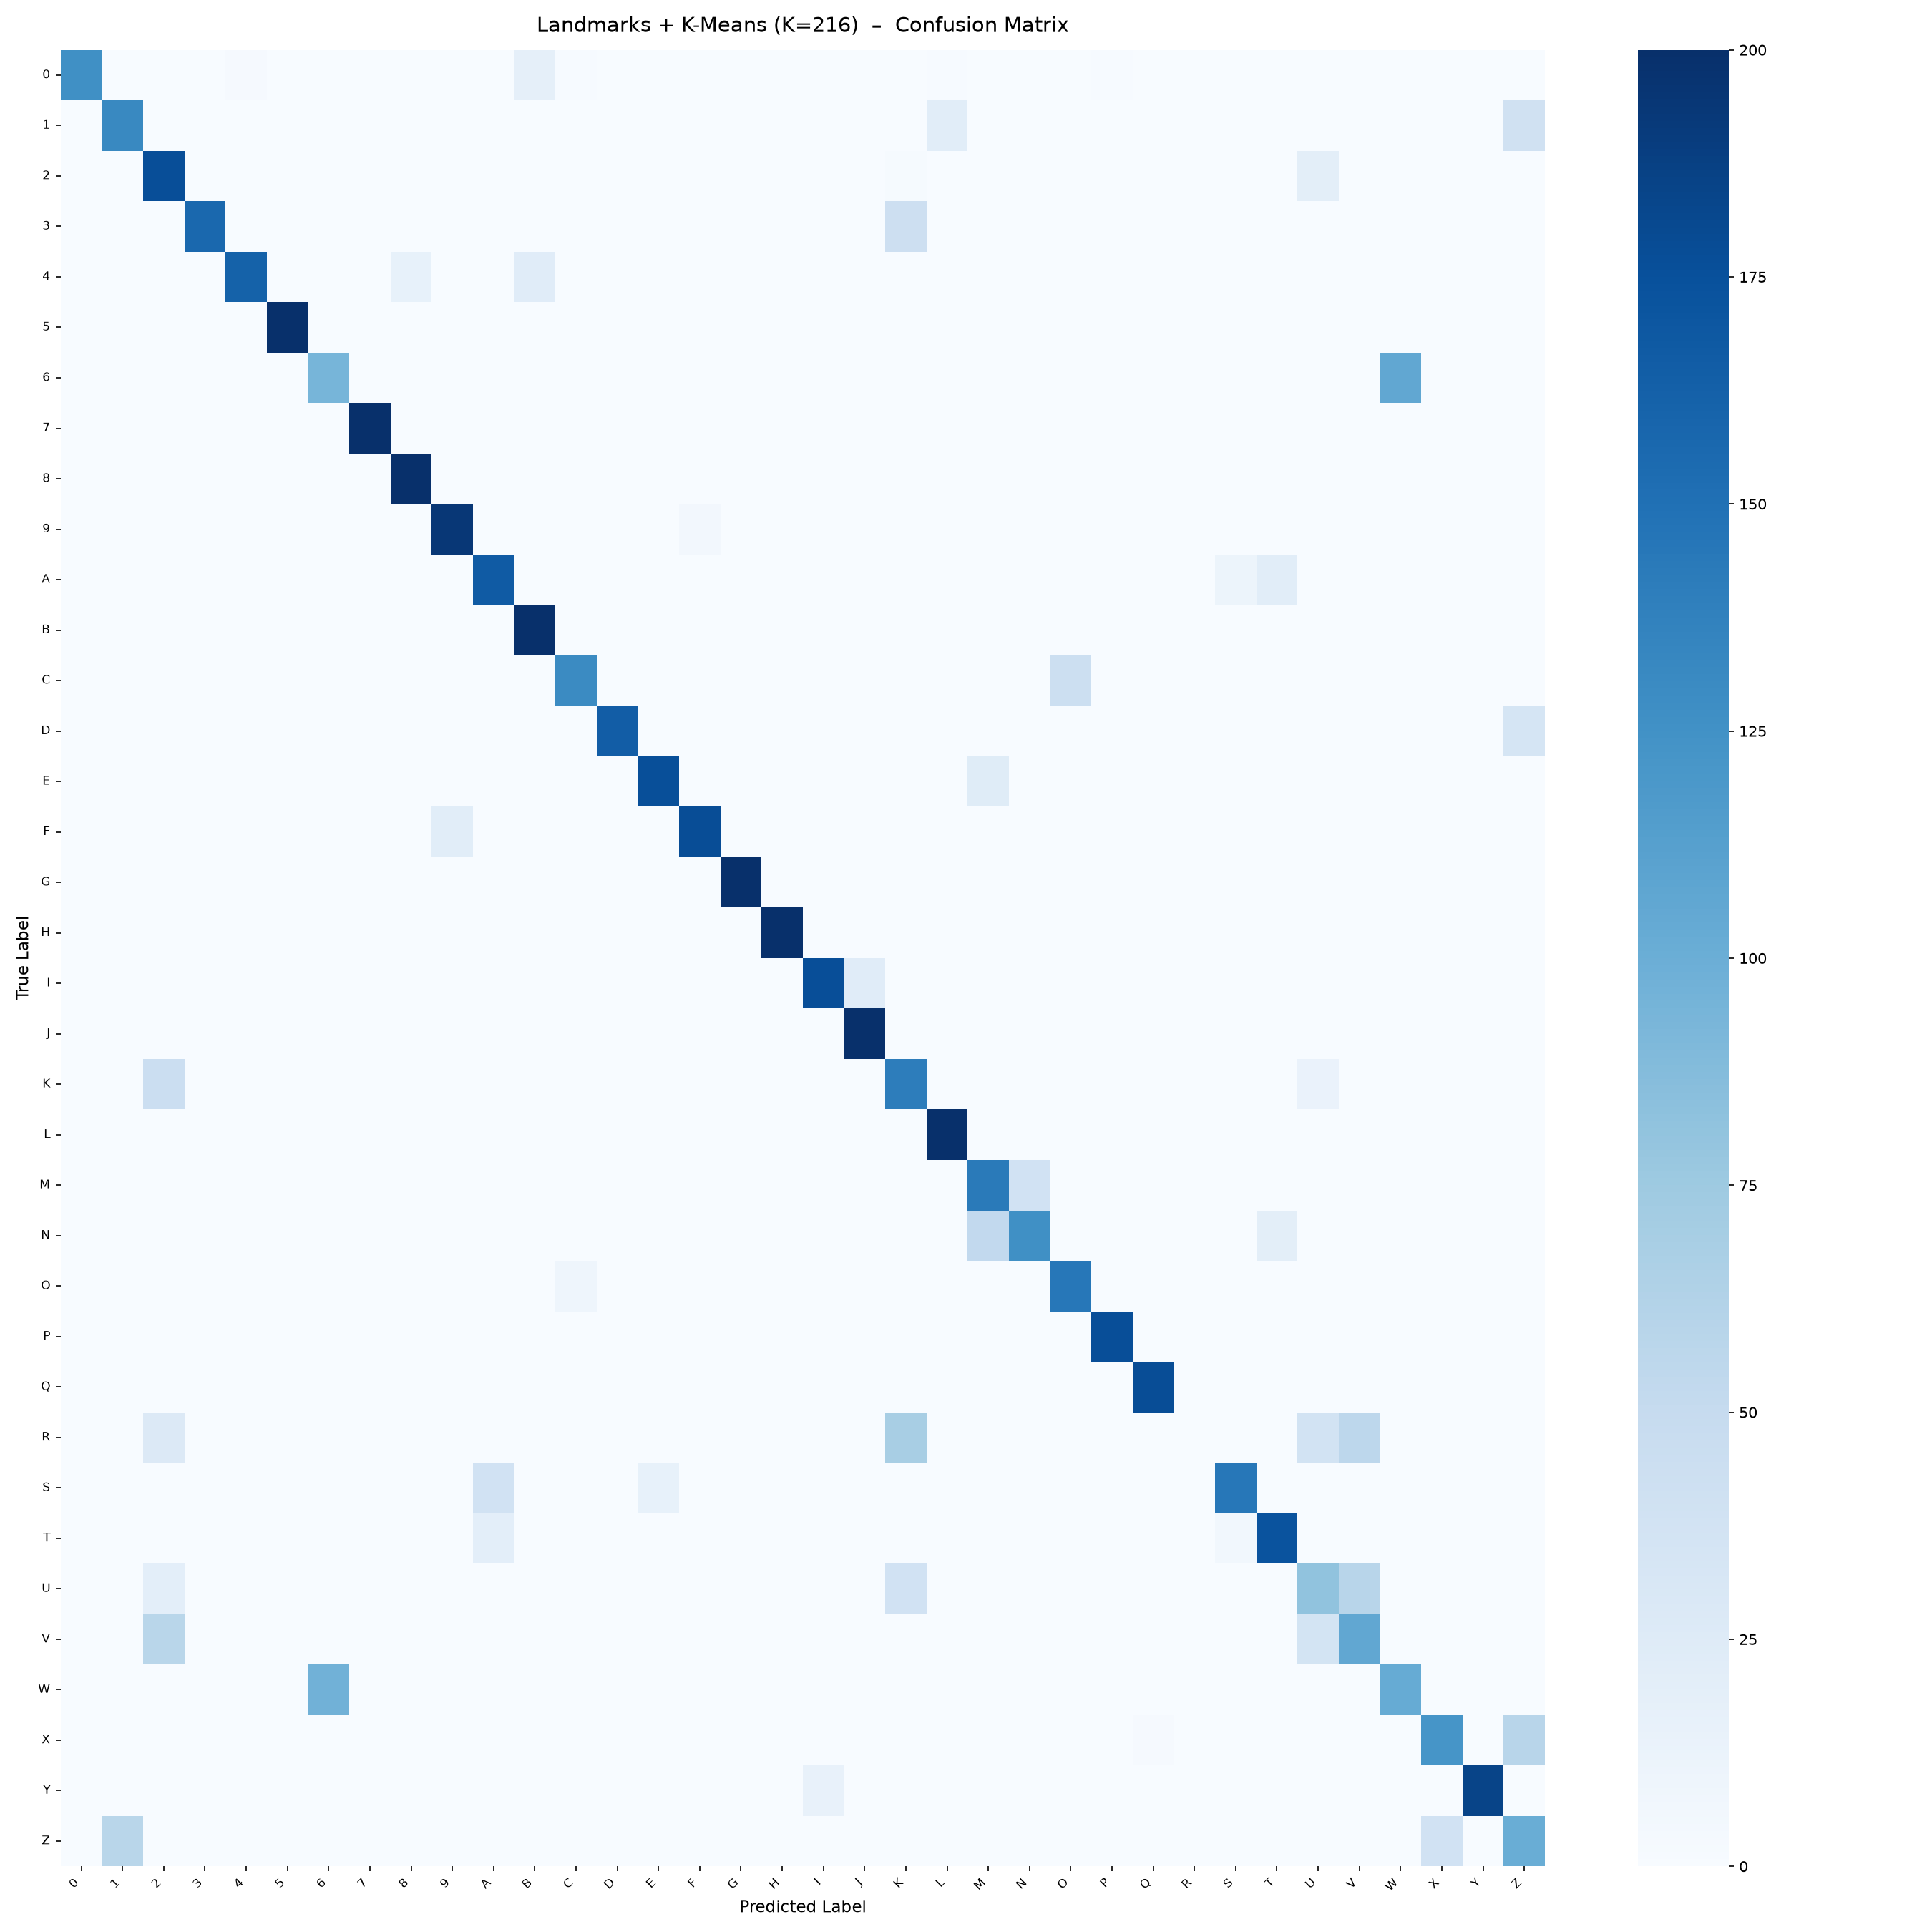 Landmarks + K-Means (K=216)  –  Confusion Matrix
True Label
0
1
2
3
4
5
6
7
8
9
A
B
C
D
E
F
G
H
I
J
K
L
M
N
O
P
Q
R
S
T
U
V
W
X
Y
Z
0 1 2 3 4 5 6 7 8 9 A B C D E F G H I J K L M N O P Q R S T U V W X Y Z
Predicted Label
200
175
150
125
100
75
50
25
0